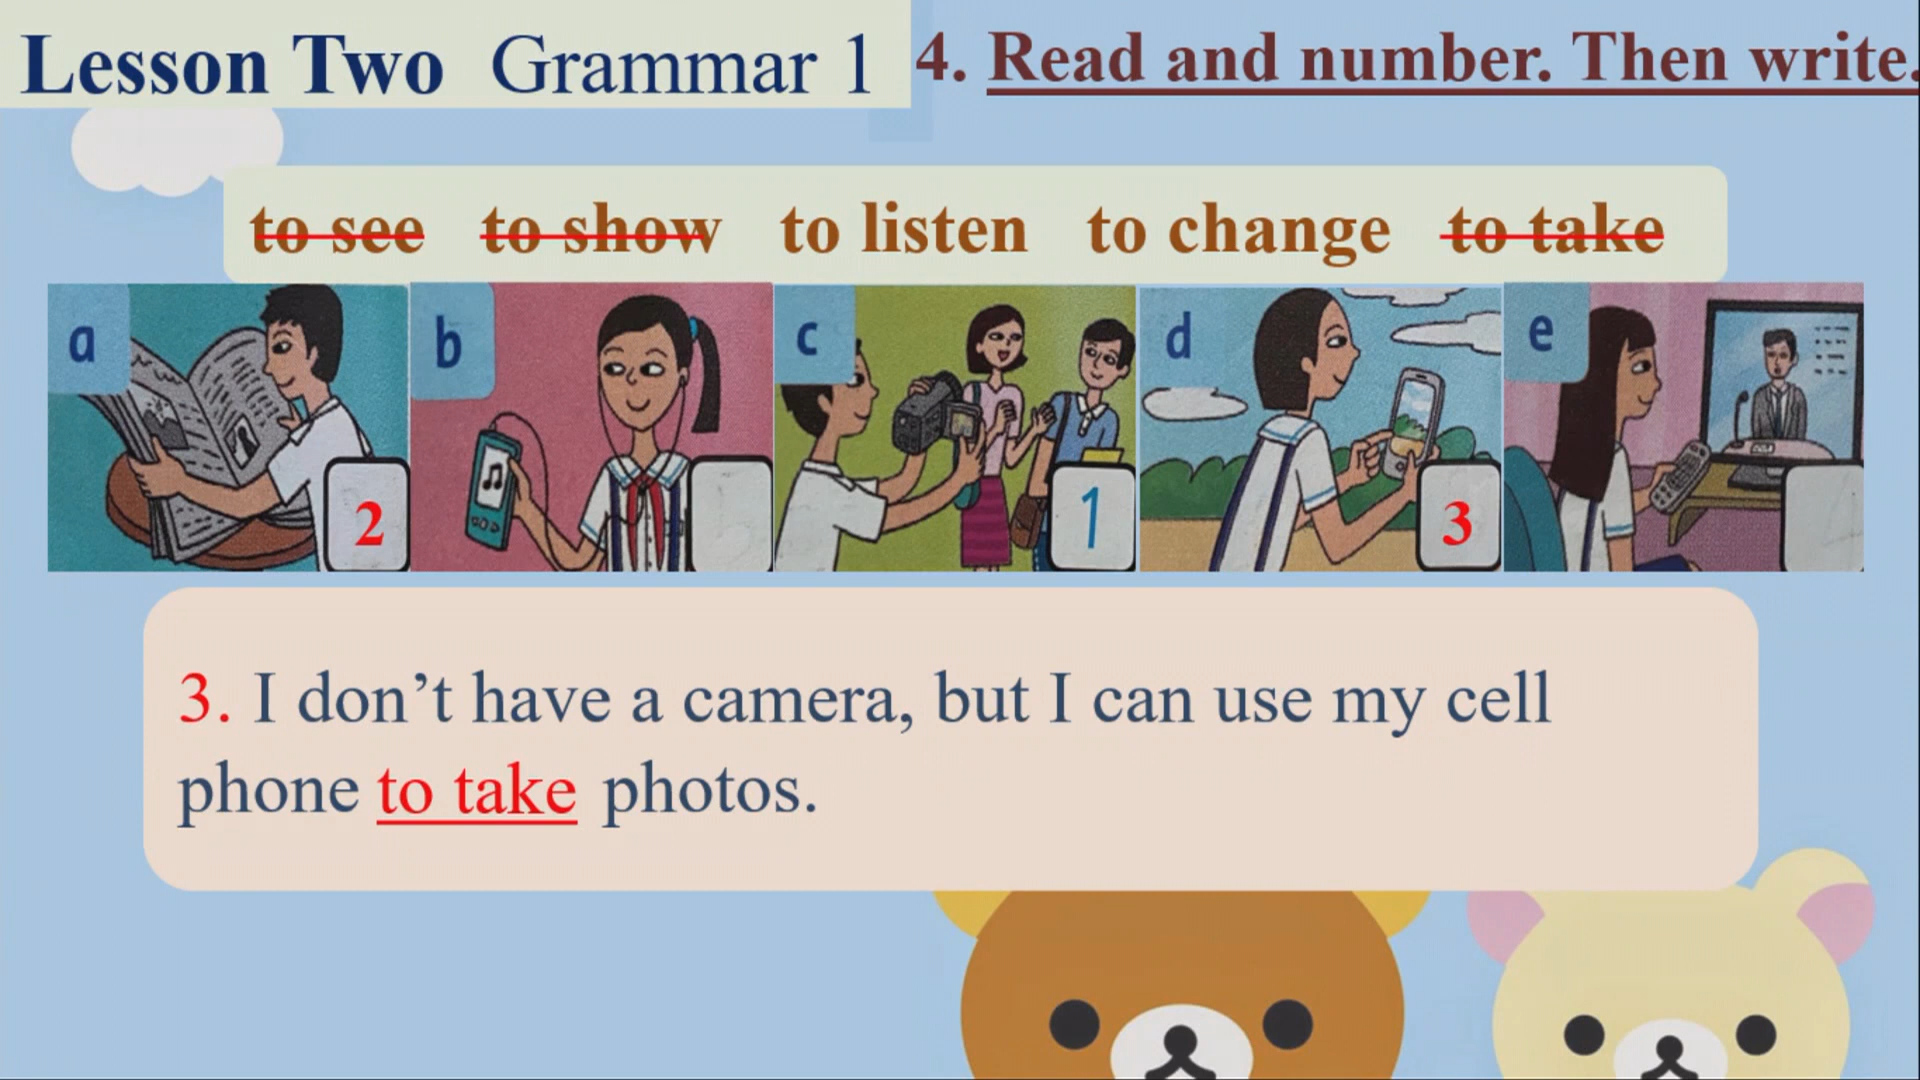 Lesson Two Grammar 1
4. Read and number. Then write.
to see to show to listen to change to take
a
b
c
d
e
2
1
3
3. I don’t have a camera, but I can use my cell
phone to take photos.